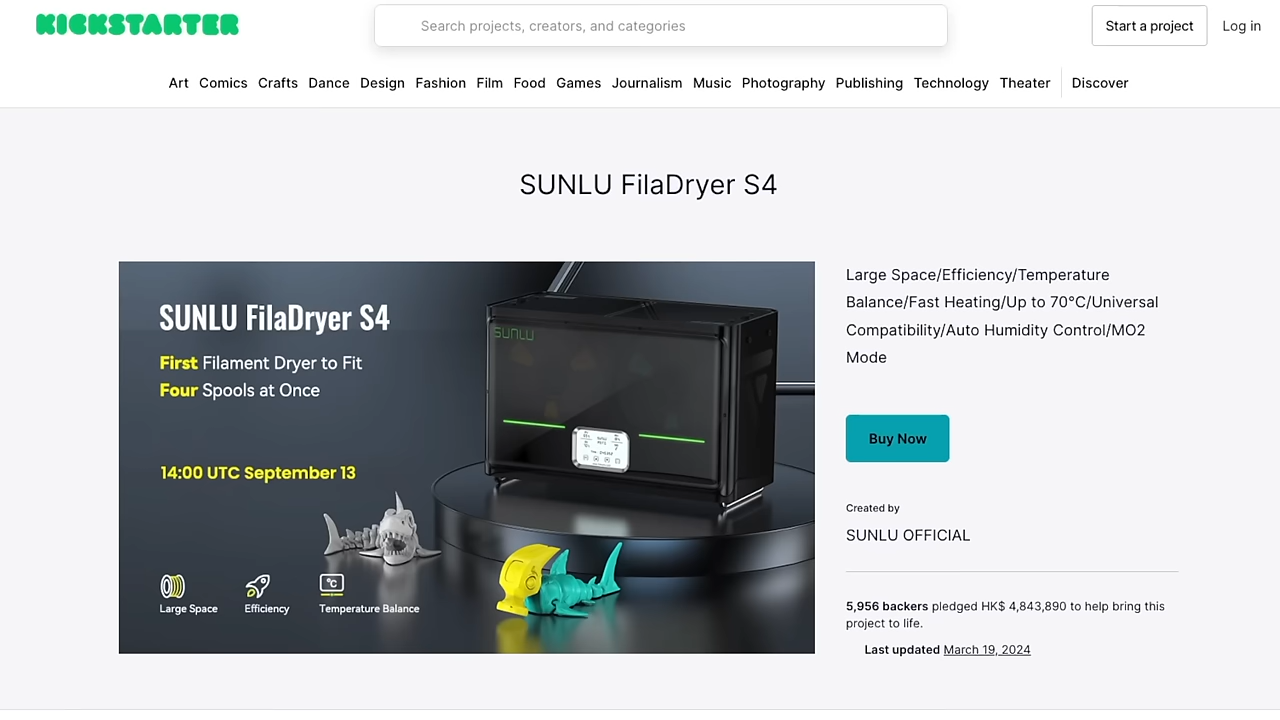 KICKSTARTER
Search projects, creators, and categories
Start a project
Log in
Art Comics Crafts Dance Design Fashion Film Food Games Journalism Music Photography Publishing Technology Theater Discover
SUNLU FilaDryer S4
SUNLU FilaDryer S4
First Filament Dryer to Fit
Four Spools at Once
14:00 UTC September 13
SUNLU
°C
Large Space
Efficiency
Temperature Balance
Large Space/Efficiency/Temperature
Balance/Fast Heating/Up to 70°C/Universal
Compatibility/Auto Humidity Control/MO2
Mode
Buy Now
Created by
SUNLU OFFICIAL
5,956 backers pledged HK$ 4,843,890 to help bring this
project to life.
Last updated March 19, 2024